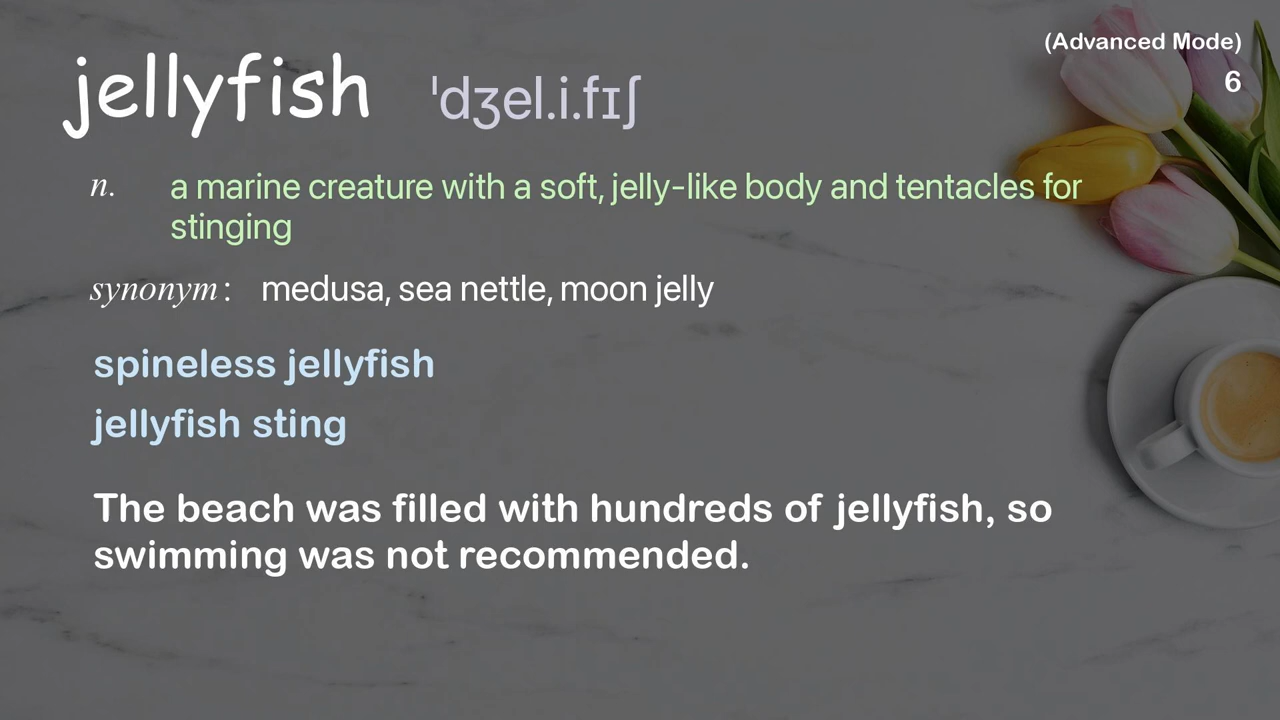 (Advanced Mode)
6
jellyfish ˈdʒel.i.fɪʃ
n. a marine creature with a soft, jelly-like body and tentacles for
stinging
synonym: medusa, sea nettle, moon jelly
spineless jellyfish
jellyfish sting
The beach was filled with hundreds of jellyfish, so
swimming was not recommended.